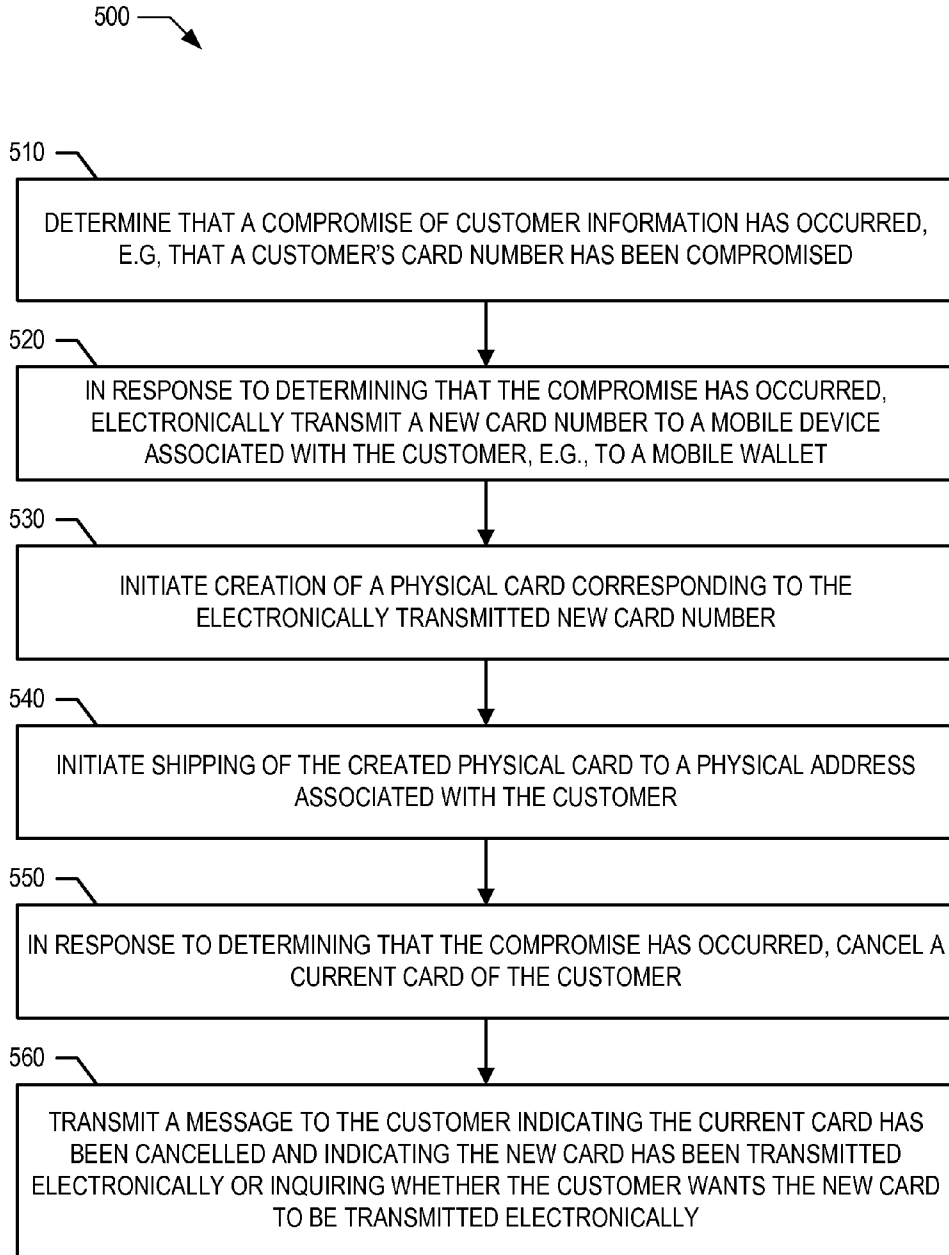 500
510
DETERMINE THAT A COMPROMISE OF CUSTOMER INFORMATION HAS OCCURRED,
E.G, THAT A CUSTOMER'S CARD NUMBER HAS BEEN COMPROMISED
520
IN RESPONSE TO DETERMINING THAT THE COMPROMISE HAS OCCURRED,
ELECTRONICALLY TRANSMIT A NEW CARD NUMBER TO A MOBILE DEVICE
ASSOCIATED WITH THE CUSTOMER, E.G., TO A MOBILE WALLET
530
INITIATE CREATION OF A PHYSICAL CARD CORRESPONDING TO THE
ELECTRONICALLY TRANSMITTED NEW CARD NUMBER
540
INITIATE SHIPPING OF THE CREATED PHYSICAL CARD TO A PHYSICAL ADDRESS
ASSOCIATED WITH THE CUSTOMER
550
IN RESPONSE TO DETERMINING THAT THE COMPROMISE HAS OCCURRED, CANCEL A
CURRENT CARD OF THE CUSTOMER
560
TRANSMIT A MESSAGE TO THE CUSTOMER INDICATING THE CURRENT CARD HAS
BEEN CANCELLED AND INDICATING THE NEW CARD HAS BEEN TRANSMITTED
ELECTRONICALLY OR INQUIRING WHETHER THE CUSTOMER WANTS THE NEW CARD
TO BE TRANSMITTED ELECTRONICALLY